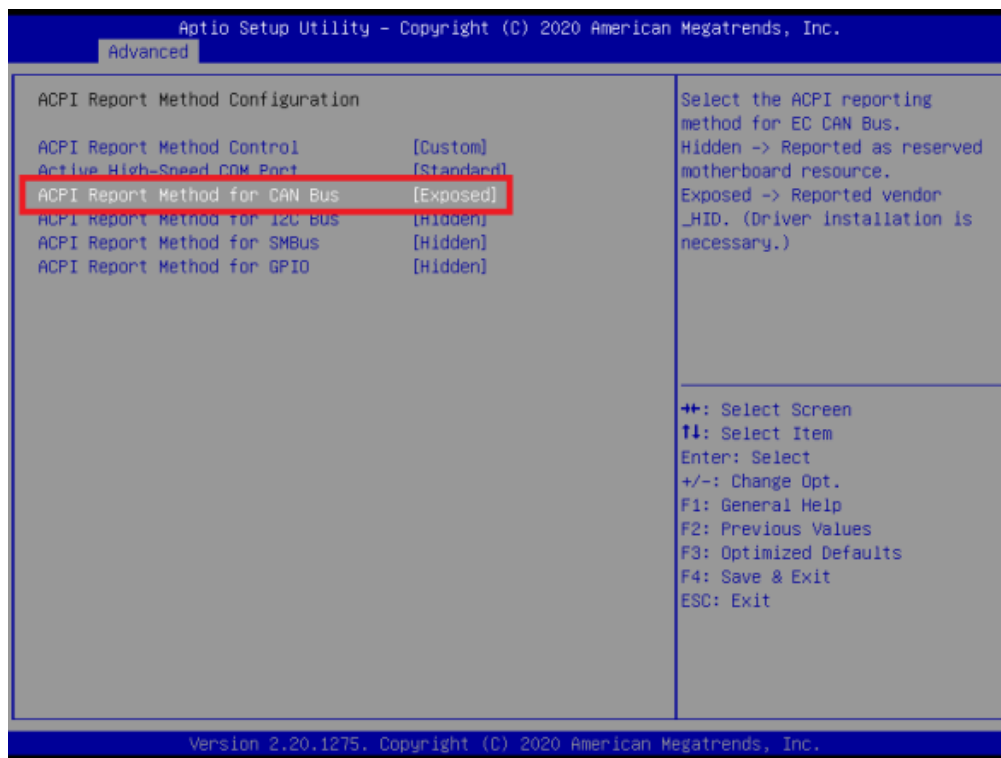 Aptio Setup Utility – Copyright (C) 2020 American Megatrends, Inc.
Advanced
ACPI Report Method Configuration
ACPI Report Method Control [Custom]
Active High-Speed COM Port [Standard]
ACPI Report Method for CAN Bus [Exposed]
ACPI Report Method for I2C Bus [Hidden]
ACPI Report Method for SMBus [Hidden]
ACPI Report Method for GPIO [Hidden]
Select the ACPI reporting
method for EC CAN Bus.
Hidden -> Reported as reserved
motherboard resource.
Exposed -> Reported vendor
_HID. (Driver installation is
necessary.)
→←: Select Screen
↑↓: Select Item
Enter: Select
+/-: Change Opt.
F1: General Help
F2: Previous Values
F3: Optimized Defaults
F4: Save & Exit
ESC: Exit
Version 2.20.1275. Copyright (C) 2020 American Megatrends, Inc.